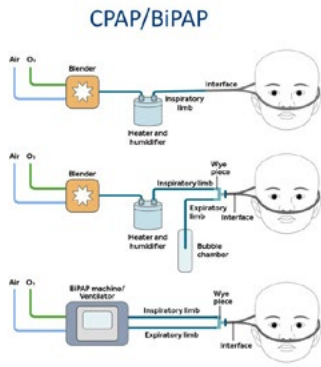 CPAP/BiPAP
Air O₂
Blender
Interface
Inspiratory
limb
Heater and
humidifier
Air O₂
Blender
Wye
piece
Inspiratory limb
Expiratory
limb
Interface
Heater and
humidifier
Bubble
chamber
Air O₂
BiPAP machine/
Ventilator
Wye
piece
Inspiratory limb
Expiratory limb
Interface